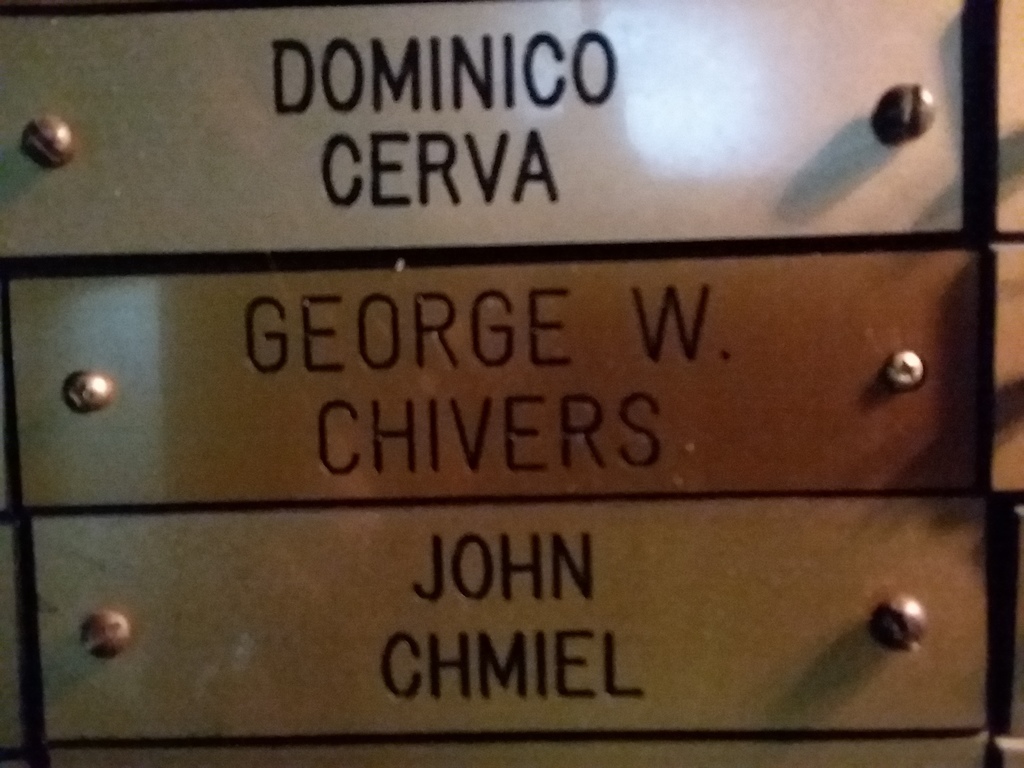 DOMINICO
CERVA
GEORGE W.
CHIVERS
JOHN
CHMIEL